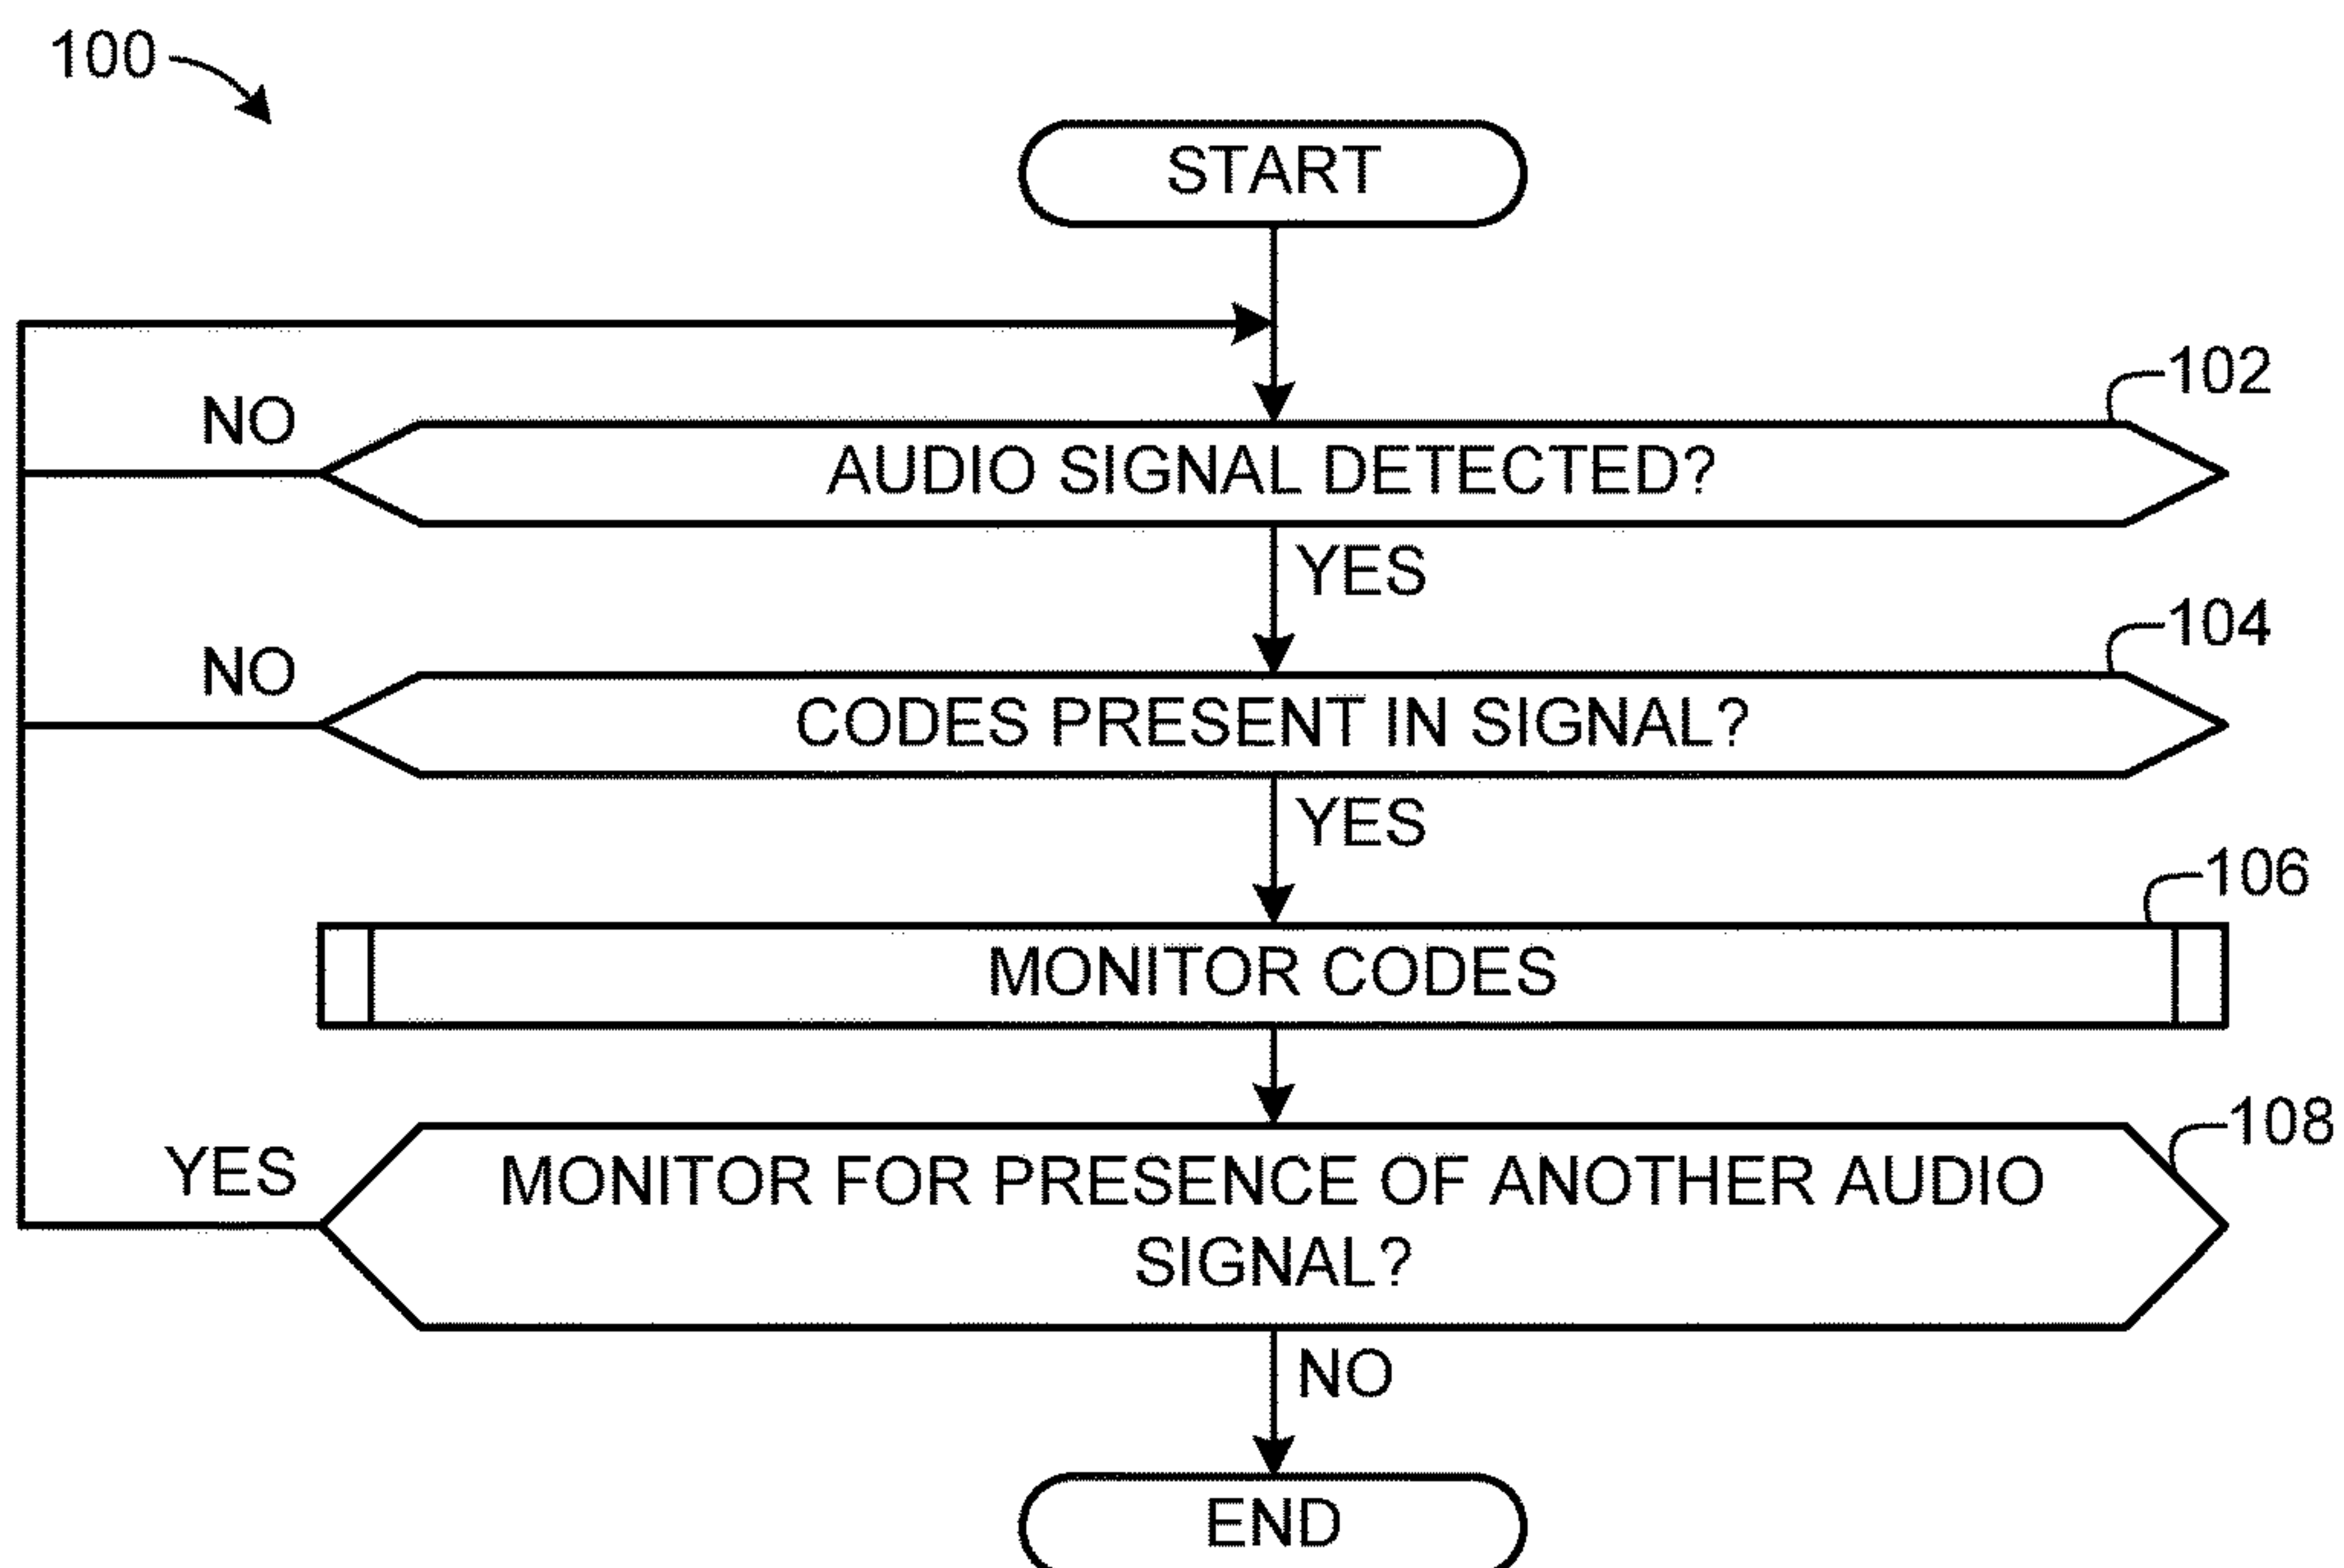 100
START
102
NO
AUDIO SIGNAL DETECTED?
YES
104
NO
CODES PRESENT IN SIGNAL?
YES
106
MONITOR CODES
108
YES
MONITOR FOR PRESENCE OF ANOTHER AUDIO
SIGNAL?
NO
END